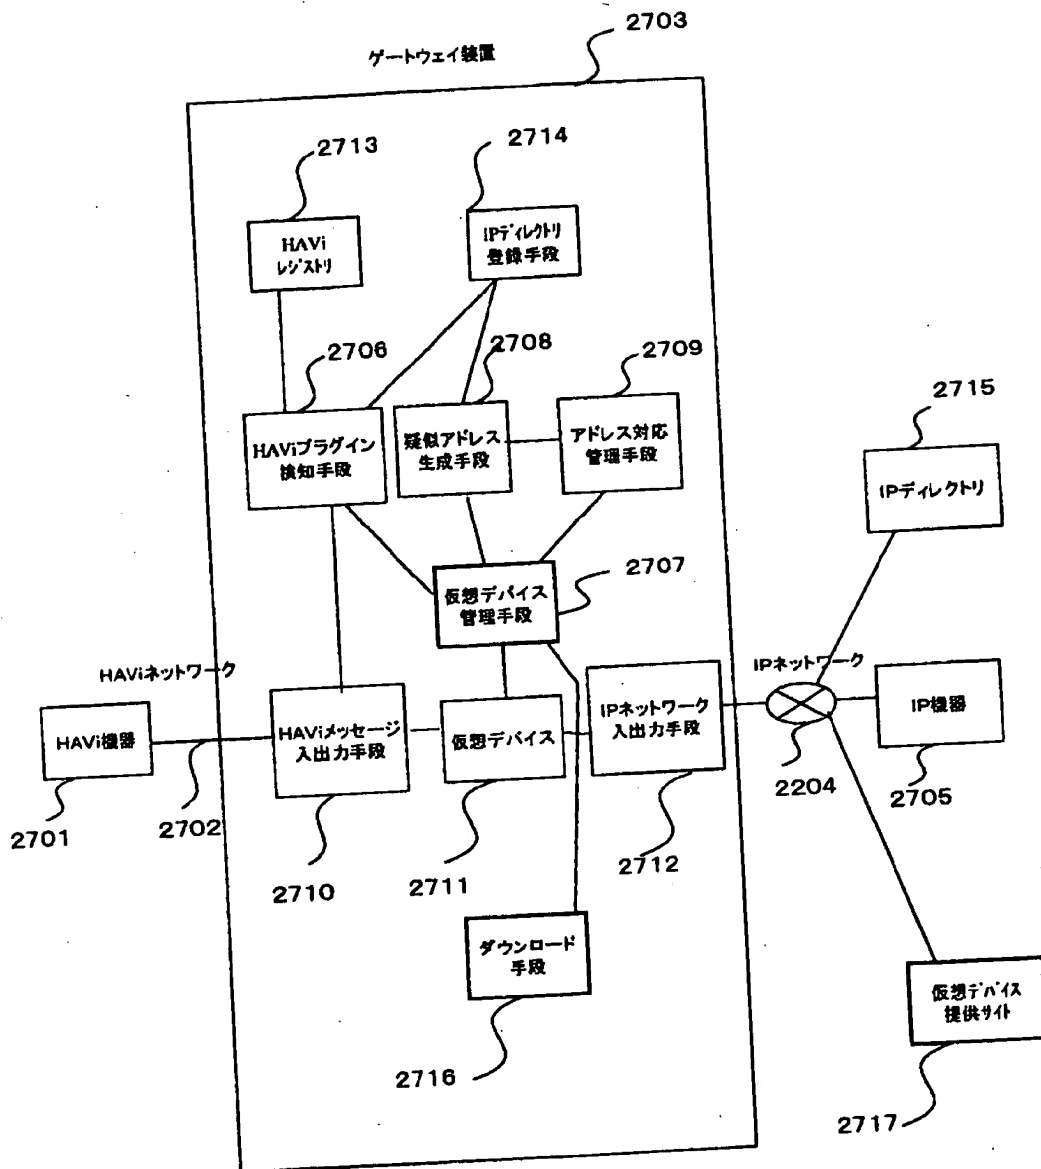 2703
ゲートウェイ装置
2713
2714
HAVi
レジストリ
IPディレクトリ
登録手段
2706
2708
2709
HAViプラグイン
検知手段
疑似アドレス
生成手段
アドレス対応
管理手段
2715
IPディレクトリ
仮想デバイス
管理手段
2707
HAViネットワーク
IPネットワーク
HAVi機器
HAViメッセージ
入出力手段
仮想デバイス
IPネットワーク
入出力手段
IP機器
2701
2702
2710
2711
2712
2204
2705
ダウンロード
手段
仮想デバイス
提供サイト
2716
2717